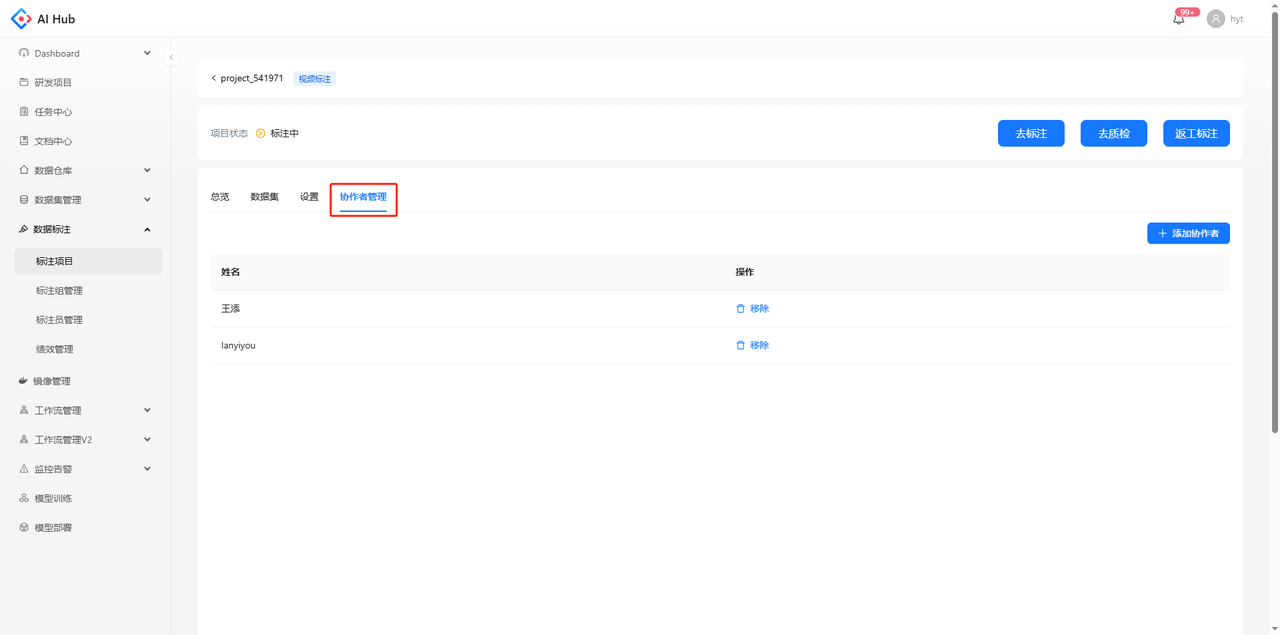 AI Hub
99+
hyt
Dashboard
研发项目
任务中心
文档中心
数据仓库
数据集管理
数据标注
标注项目
标注组管理
标注员管理
绩效管理
镜像管理
工作流管理
工作流管理V2
监控告警
模型训练
模型部署
project_541971 视频标注
项目状态 标注中 去标注 去质检 返工标注
总览 数据集 设置 协作者管理
添加协作者
姓名 操作
王添 移除
lanyiyou 移除